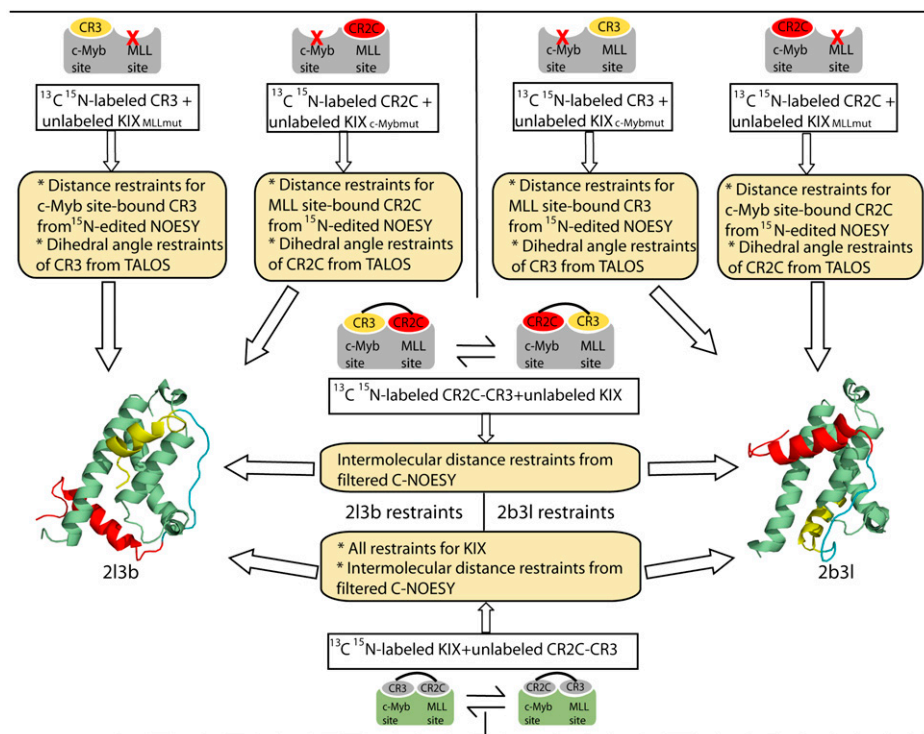 CR3
X
c-Myb MLL
site site
CR2C
X
c-Myb MLL
site site
CR3
X
c-Myb MLL
site site
CR2C
X
c-Myb MLL
site site
¹³C ¹⁵N-labeled CR3 +
unlabeled KIX MLLmut
¹³C ¹⁵N-labeled CR2C +
unlabeled KIX c-Mybmut
¹³C ¹⁵N-labeled CR3 +
unlabeled KIX c-Mybmut
¹³C ¹⁵N-labeled CR2C +
unlabeled KIX MLLmut
* Distance restraints for
c-Myb site-bound CR3
from ¹⁵N-edited NOESY
* Dihedral angle restraints
of CR3 from TALOS
* Distance restraints for
MLL site-bound CR2C
from ¹⁵N-edited NOESY
* Dihedral angle restraints
of CR2C from TALOS
* Distance restraints for
MLL site-bound CR3
from ¹⁵N-edited NOESY
* Dihedral angle restraints
of CR3 from TALOS
* Distance restraints for
c-Myb site-bound CR2C
from ¹⁵N-edited NOESY
* Dihedral angle restraints
of CR2C from TALOS
CR3 CR2C
c-Myb MLL
site site
CR2C CR3
c-Myb MLL
site site
¹³C ¹⁵N-labeled CR2C-CR3+unlabeled KIX
Intermolecular distance restraints from
filtered C-NOESY
2l3b restraints 2b3l restraints
2l3b
2b3l
* All restraints for KIX
* Intermolecular distance restraints from
filtered C-NOESY
¹³C ¹⁵N-labeled KIX+unlabeled CR2C-CR3
CR3 CR2C
c-Myb MLL
site site
CR2C CR3
c-Myb MLL
site site